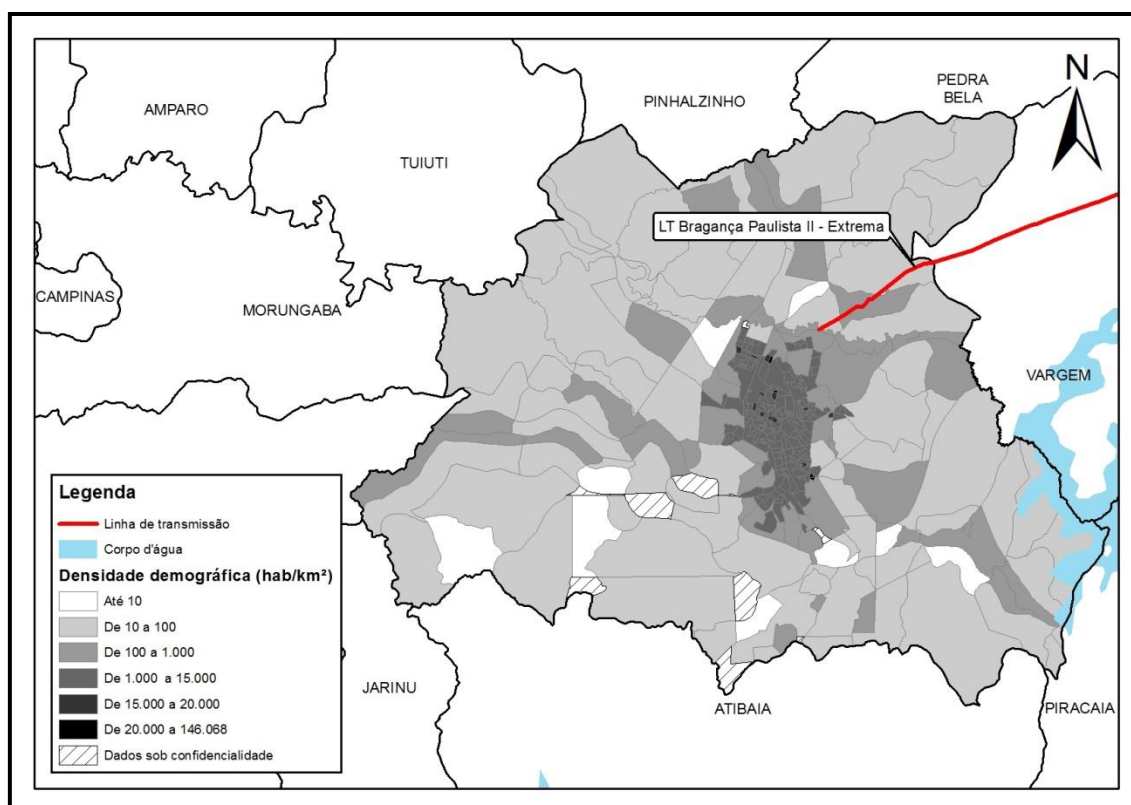 PEDRA
BELA
N
PINHALZINHO
AMPARO
TUIUTI
LT Bragança Paulista II - Extrema
CAMPINAS
MORUNGABA
VARGEM
Legenda
Linha de transmissão
Corpo d'água
Densidade demográfica (hab/km²)
Até 10
De 10 a 100
De 100 a 1.000
De 1.000 a 15.000
De 15.000 a 20.000
De 20.000 a 146.068
Dados sob confidencialidade
JARINU
ATIBAIA
PIRACAIA